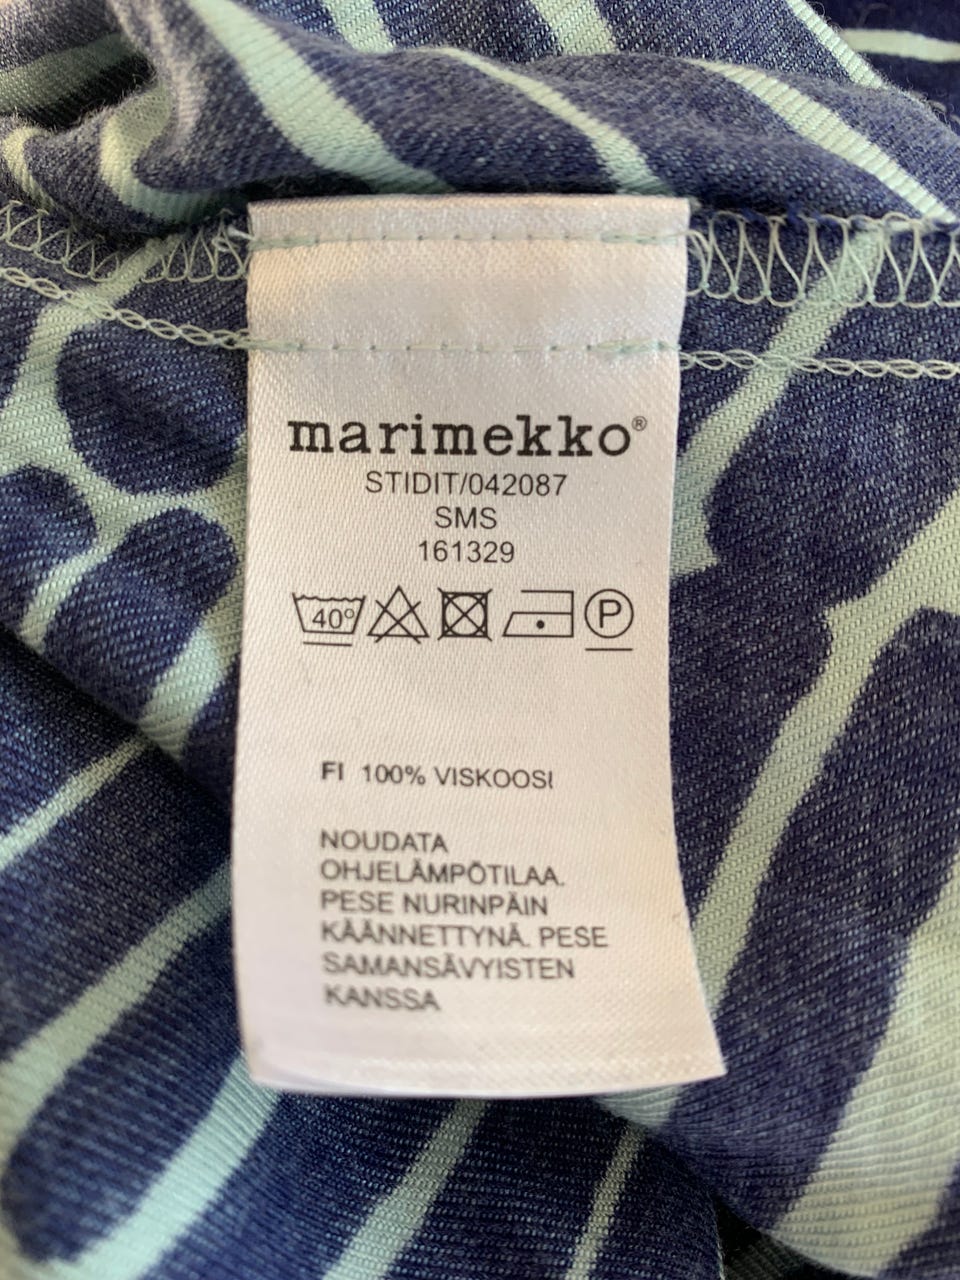 marimekko®
STIDIT/042087
SMS
161329
40° P
FI 100% VISKOOSI
NOUDATA
OHJELÄMPÖTILAA.
PESE NURINPÄIN
KÄÄNNETTYNÄ. PESE
SAMANSÄVYISTEN
KANSSA